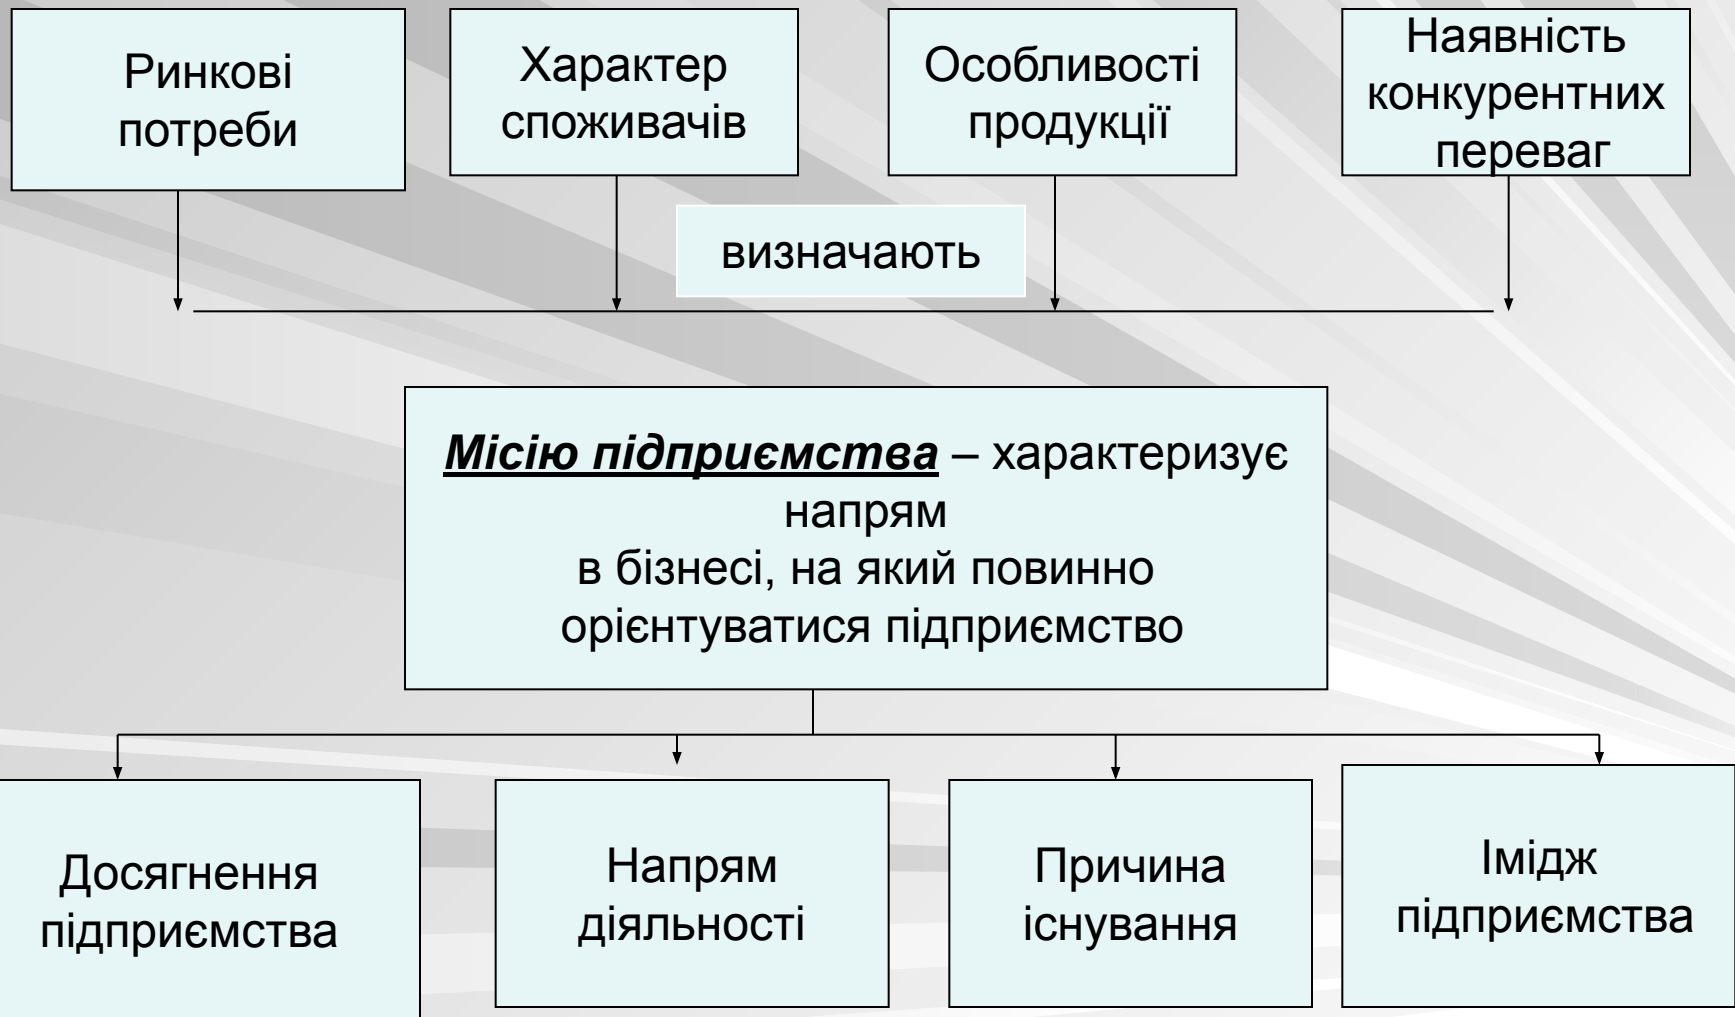 Ринкові
потреби
Характер
споживачів
Особливості
продукції
Наявність
конкурентних
переваг
визначають
Місію підприємства – характеризує
напрям
в бізнесі, на який повинно
орієнтуватися підприємство
Досягнення
підприємства
Напрям
діяльності
Причина
існування
Імідж
підприємства